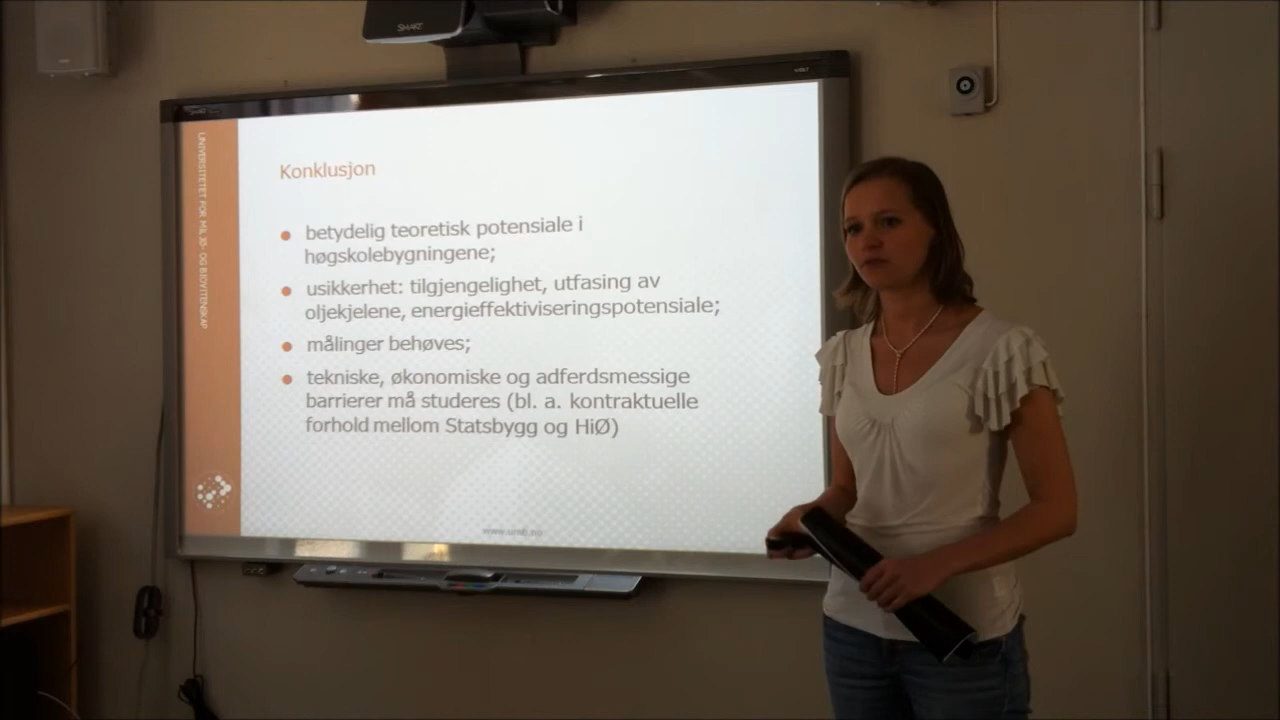 SMART
UNIVERSITETET FOR MILJØ- OG BIOVITENSKAP
Konklusjon
betydelig teoretisk potensiale i
høgskolebygningene;
usikkerhet: tilgjengelighet, utfasing av
oljekjelene, energieffektiviseringspotensiale;
målinger behøves;
tekniske, økonomiske og adferdsmessige
barrierer må studeres (bl. a. kontraktuelle
forhold mellom Statsbygg og HiØ)
www.umb.no